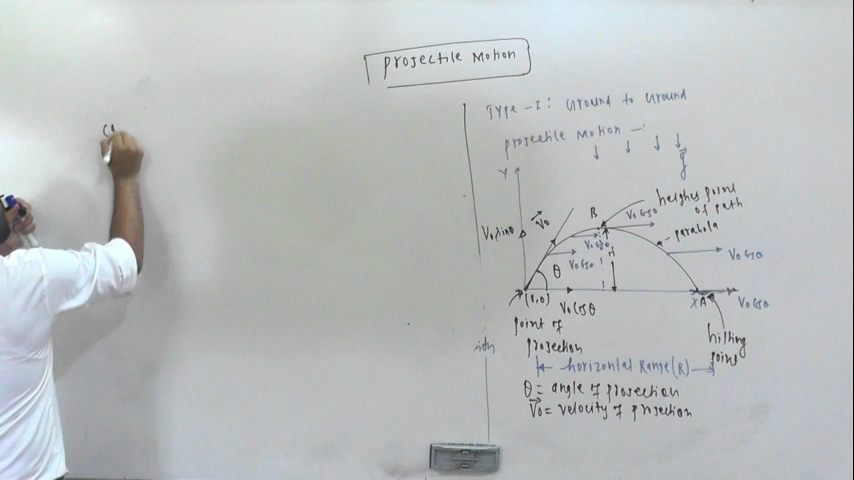 projectile Motion
Type-I: Ground to Ground
projectile Motion -:
g
Y
heighest point
of path
B
V₀cosθ
V₀
V₀sinθ
parabola
V₀cosθ
V₀cosθ
V₀cosθ
H
θ
(0,0)
V₀cosθ
X A
V₀cosθ
point of
projection
hitting
point
horizontal Range(R)
θ = angle of projection
V₀ = velocity of projection